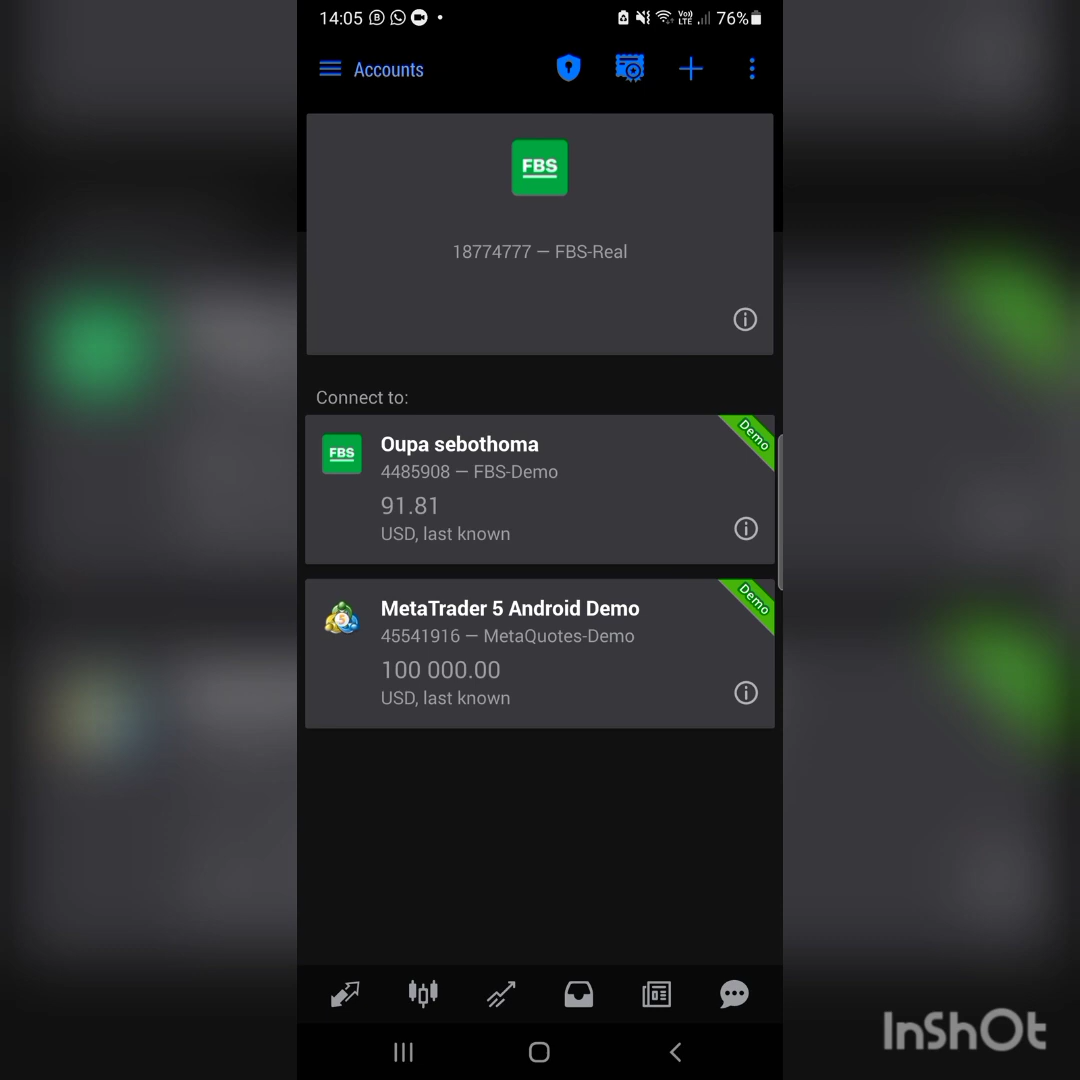 14:05 76%
Accounts
FBS
18774777 — FBS-Real
Connect to:
Demo
FBS
Oupa sebothoma
4485908 — FBS-Demo
91.81
USD, last known
Demo
MetaTrader 5 Android Demo
45541916 — MetaQuotes-Demo
100 000.00
USD, last known
InShOt